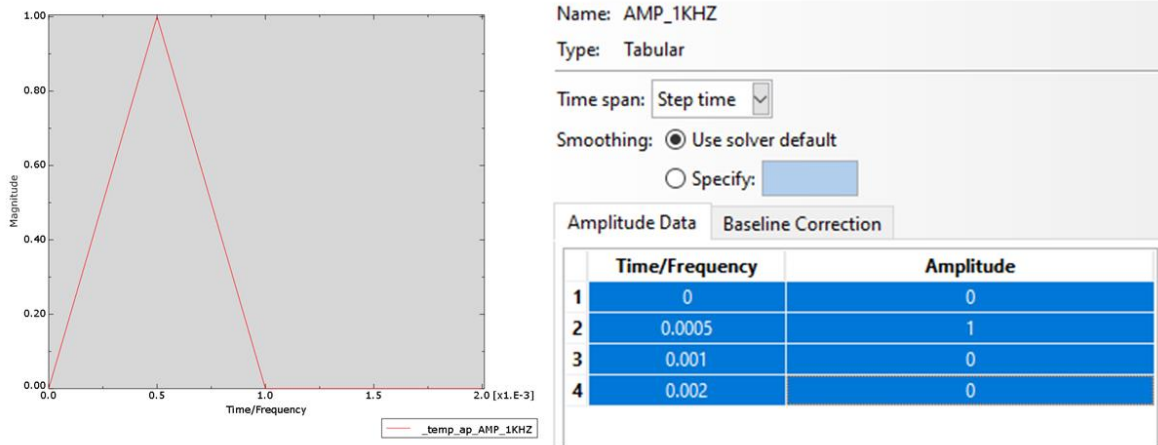 1.00
0.80
0.60
0.40
0.20
0.00
Magnitude
0.0 0.5 1.0 1.5 2.0 [x1.E-3]
Time/Frequency
_temp_ap_AMP_1KHZ
Name: AMP_1KHZ
Type: Tabular
Time span: Step time
Smoothing: Use solver default
Specify:
Amplitude Data Baseline Correction
Time/Frequency Amplitude
1 0 0
2 0.0005 1
3 0.001 0
4 0.002 0